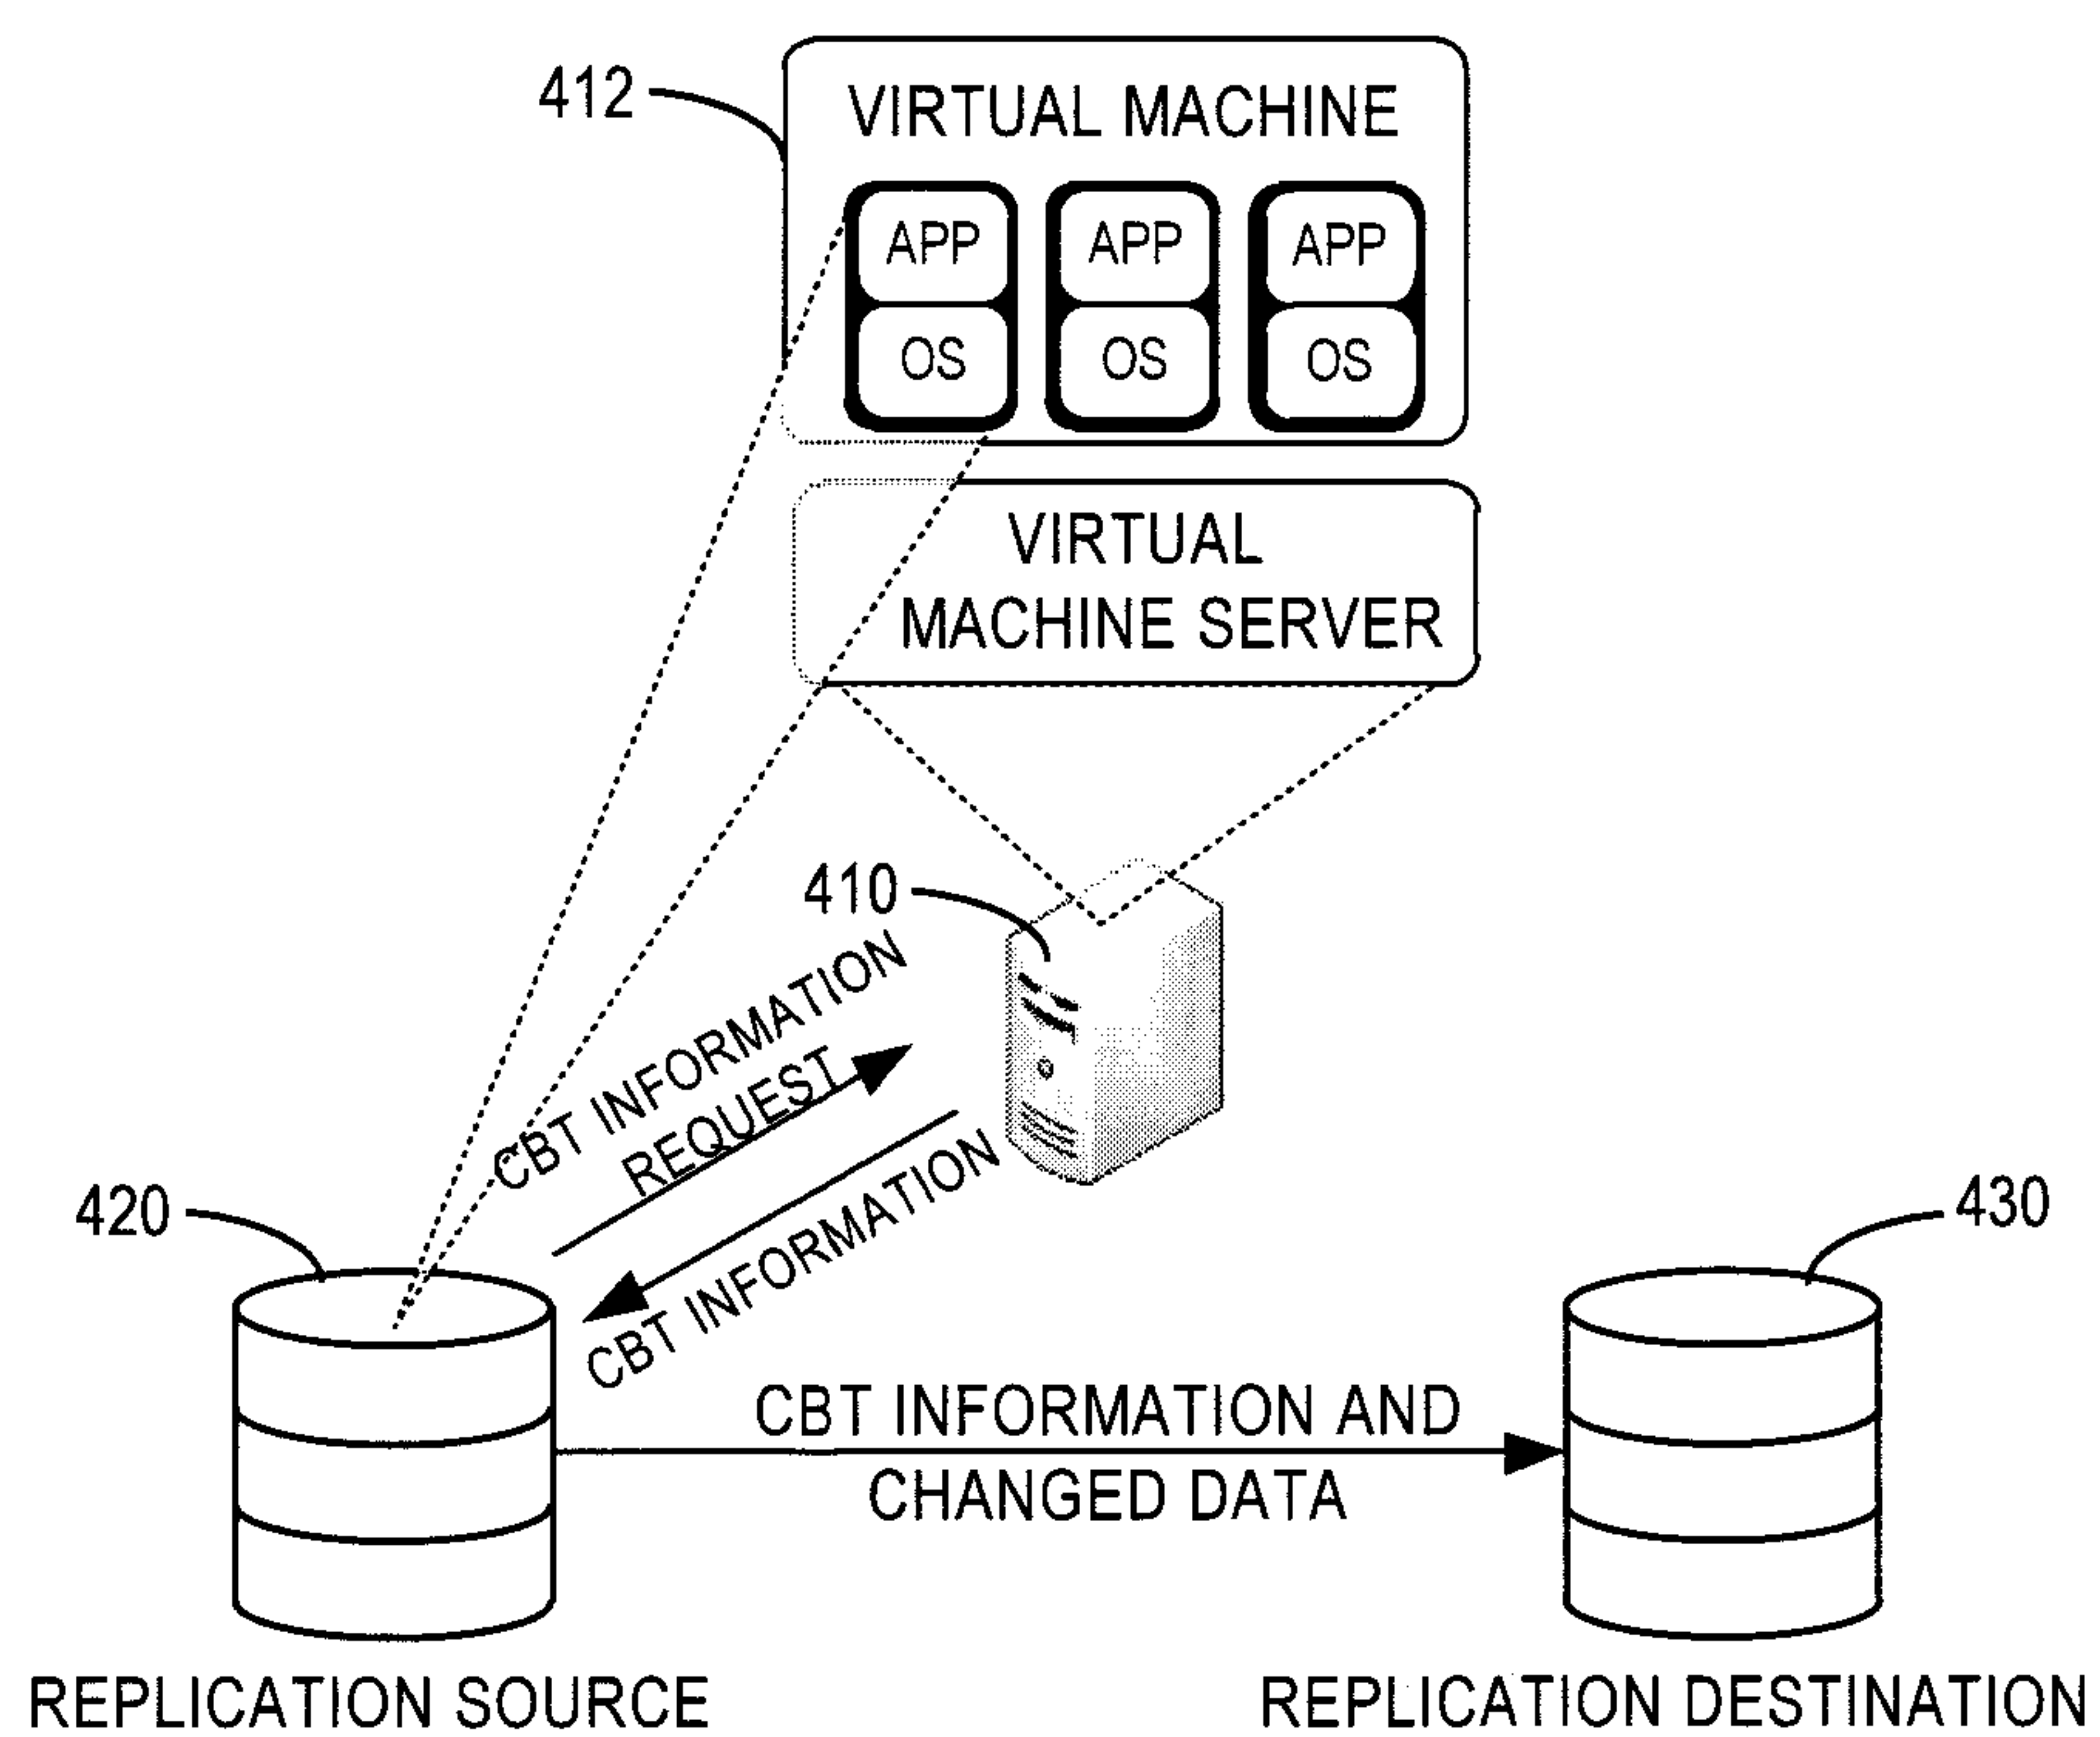 412
VIRTUAL MACHINE
APP APP APP
OS OS OS
VIRTUAL
MACHINE SERVER
410
CBT INFORMATION
REQUEST
CBT INFORMATION
420
430
CBT INFORMATION AND
CHANGED DATA
REPLICATION SOURCE
REPLICATION DESTINATION